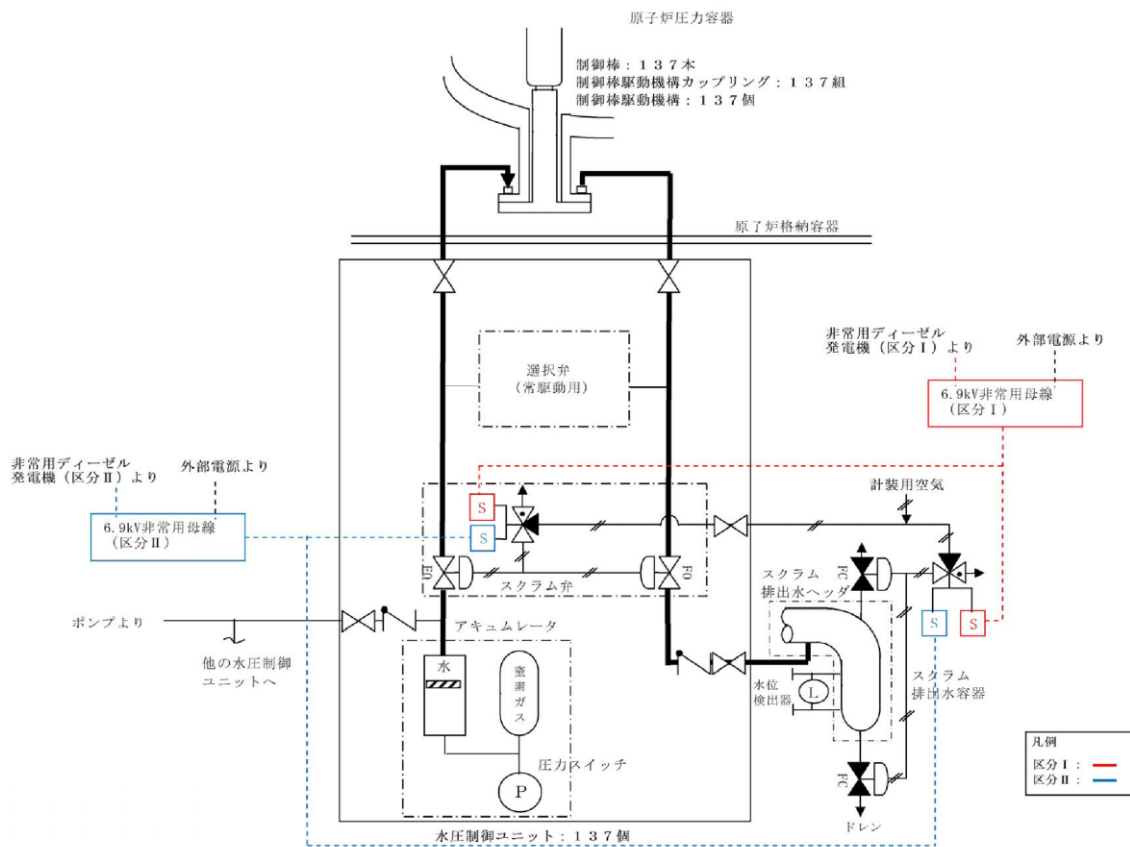 原子炉圧力容器
制御棒：１３７本
制御棒駆動機構カップリング：１３７組
制御棒駆動機構：１３７個
原子炉格納容器
選択弁
（常駆動用）
非常用ディーゼル
発電機（区分Ⅰ）より
外部電源より
6.9kV非常用母線
（区分Ⅰ）
非常用ディーゼル
発電機（区分Ⅱ）より
外部電源より
6.9kV非常用母線
（区分Ⅱ）
S
S
計装用空気
FO
スクラム弁
FO
スクラム
排出水ヘッダ
FC
S
S
ポンプより
他の水圧制御
ユニットへ
アキュムレータ
水
窒素ガス
圧力スイッチ
P
水位
検出器
L
スクラム
排出水容器
FC
ドレン
水圧制御ユニット：１３７個
凡例
区分Ⅰ：
区分Ⅱ：